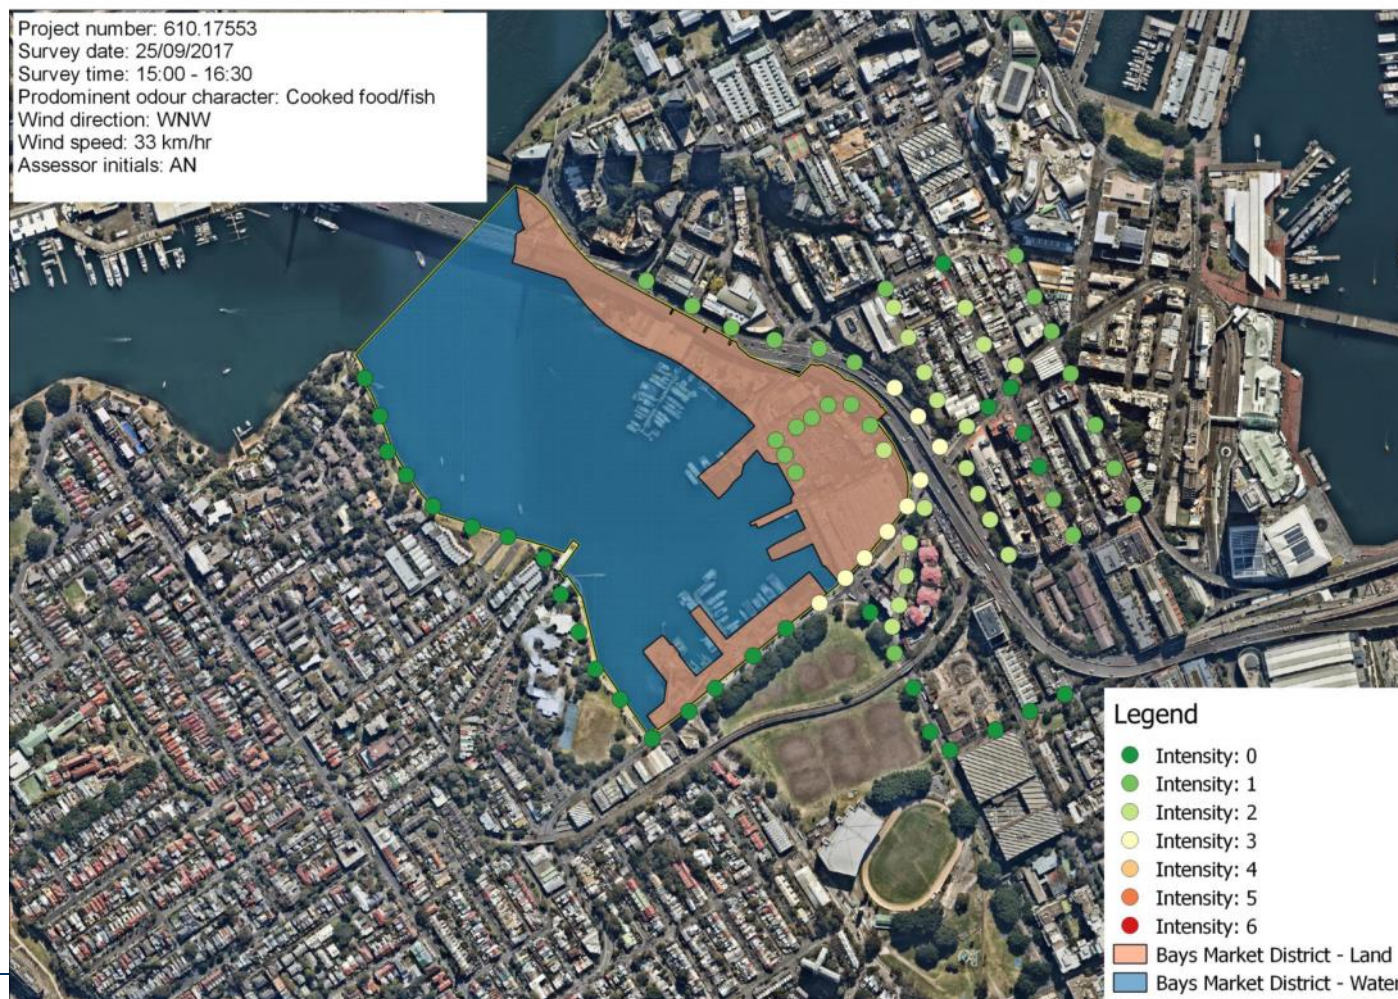 Project number: 610.17553
Survey date: 25/09/2017
Survey time: 15:00 - 16:30
Prodominent odour character: Cooked food/fish
Wind direction: WNW
Wind speed: 33 km/hr
Assessor initials: AN
Legend
Intensity: 0
Intensity: 1
Intensity: 2
Intensity: 3
Intensity: 4
Intensity: 5
Intensity: 6
Bays Market District - Land
Bays Market District - Water